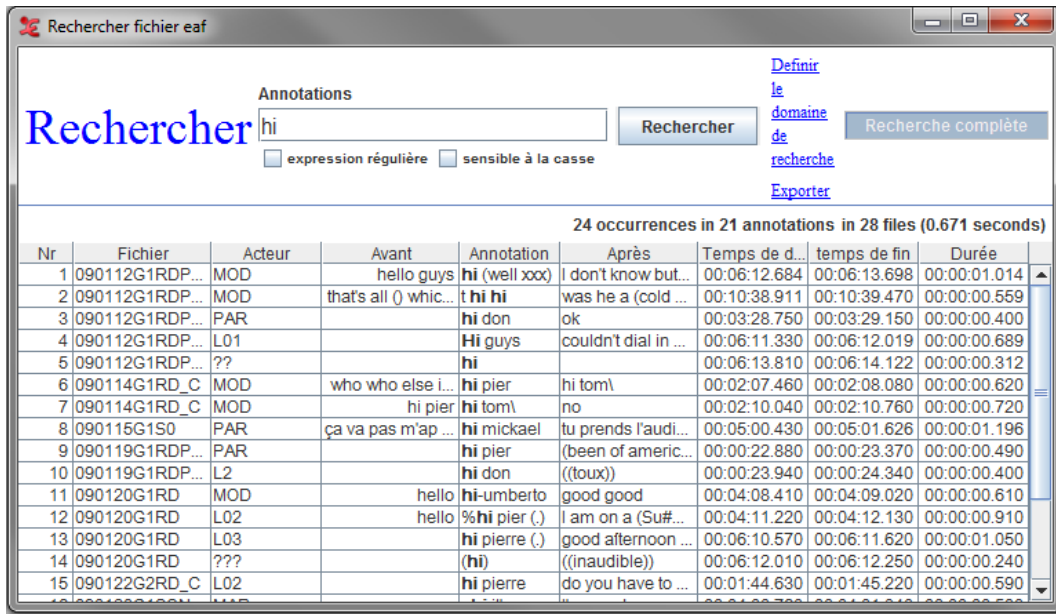 Rechercher fichier eaf
Definir
le
domaine
de
recherche
Exporter
Annotations
Rechercher hi Rechercher Recherche complète
expression régulière sensible à la casse
24 occurrences in 21 annotations in 28 files (0.671 seconds)
Nr Fichier Acteur Avant Annotation Après Temps de d... temps de fin Durée
1 090112G1RDP... MOD hello guys hi (well xxx) I don't know but... 00:06:12.684 00:06:13.698 00:00:01.014
2 090112G1RDP... MOD that's all () whic... t hi hi was he a (cold ... 00:10:38.911 00:10:39.470 00:00:00.559
3 090112G1RDP... PAR hi don ok 00:03:28.750 00:03:29.150 00:00:00.400
4 090112G1RDP... L01 Hi guys couldn't dial in ... 00:06:11.330 00:06:12.019 00:00:00.689
5 090112G1RDP... ?? hi 00:06:13.810 00:06:14.122 00:00:00.312
6 090114G1RD_C MOD who who else i... hi pier hi tom\ 00:02:07.460 00:02:08.080 00:00:00.620
7 090114G1RD_C MOD hi pier hi tom\ no 00:02:10.040 00:02:10.760 00:00:00.720
8 090115G1S0 PAR ça va pas m'ap ... hi mickael tu prends l'audi... 00:05:00.430 00:05:01.626 00:00:01.196
9 090119G1RDP... PAR hi pier (been of americ... 00:00:22.880 00:00:23.370 00:00:00.490
10 090119G1RDP... L2 hi don ((toux)) 00:00:23.940 00:00:24.340 00:00:00.400
11 090120G1RD MOD hello hi-umberto good good 00:04:08.410 00:04:09.020 00:00:00.610
12 090120G1RD L02 hello %hi pier (.) I am on a (Su#... 00:04:11.220 00:04:12.130 00:00:00.910
13 090120G1RD L03 hi pierre (.) good afternoon ... 00:06:10.570 00:06:11.620 00:00:01.050
14 090120G1RD ??? (hi) ((inaudible)) 00:06:12.010 00:06:12.250 00:00:00.240
15 090122G2RD_C L02 hi pierre do you have to ... 00:01:44.630 00:01:45.220 00:00:00.590